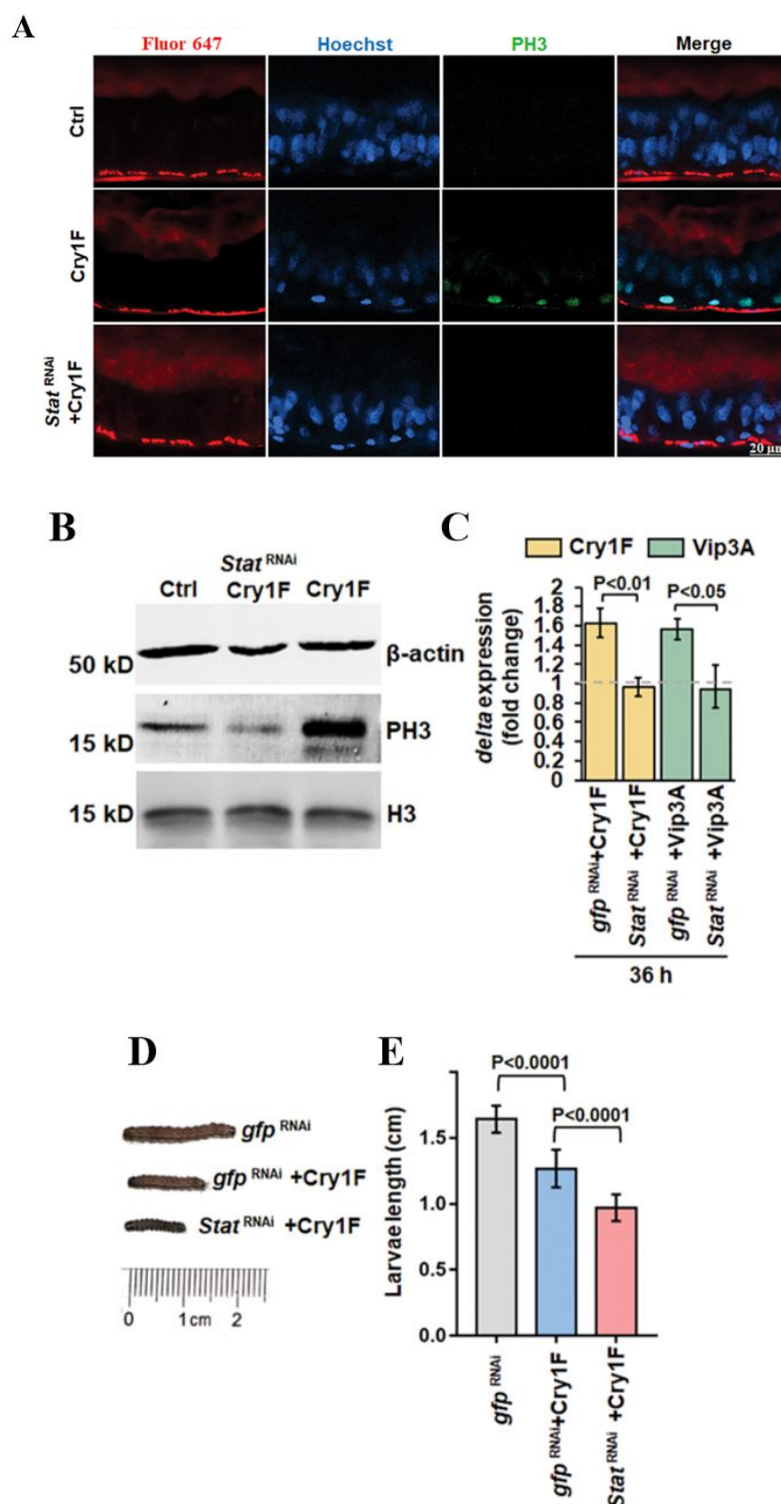 A
Fluor 647 Hoechst PH3 Merge
Ctrl
Cry1F
Stat RNAi
+Cry1F
20 µm
B
Stat RNAi
Ctrl Cry1F Cry1F
50 kD β-actin
15 kD PH3
15 kD H3
C
Cry1F Vip3A
P<0.01 P<0.05
delta expression
(fold change)
2
1.8
1.6
1.4
1.2
1
0.8
0.6
0.4
0.2
0
gfp RNAi+Cry1F
Stat RNAi +Cry1F
gfp RNAi +Vip3A
Stat RNAi +Vip3A
36 h
D
gfp RNAi
gfp RNAi +Cry1F
Stat RNAi +Cry1F
0 1 cm 2
E
P<0.0001
P<0.0001
Larvae length (cm)
1.5
1.0
0.5
0.0
gfp RNAi
gfp RNAi+Cry1F
Stat RNAi +Cry1F